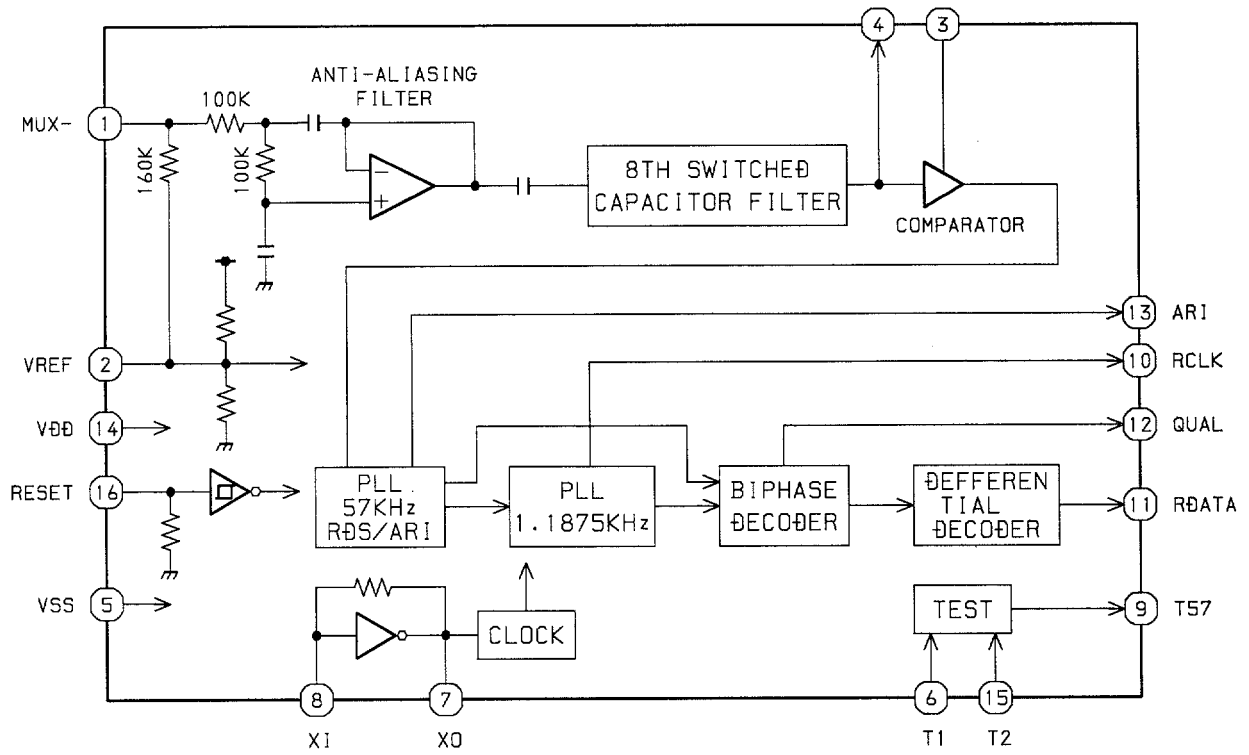 4
3
ANTI-ALIASING
FILTER
100K
MUX-
1
160K
100K
−
+
8TH SWITCHED
CAPACITOR FILTER
COMPARATOR
13 ARI
VREF 2
10 RCLK
VDD 14
12 QUAL
RESET 16
PLL
57KHz
RDS/ARI
PLL
1.1875KHz
BIPHASE
DECODER
DEFFEREN
TIAL
DECODER
11 RDATA
VSS 5
CLOCK
TEST
9 T57
8
7
6
15
XI
XO
T1
T2